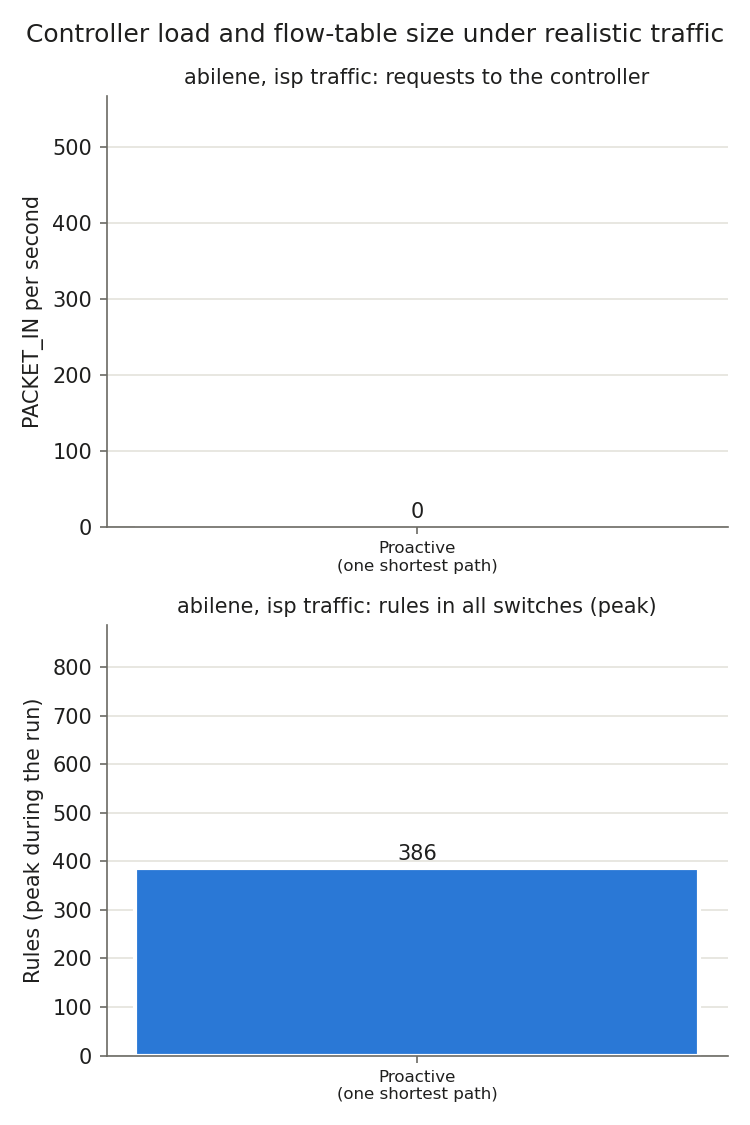 Controller load and flow-table size under realistic traffic
abilene, isp traffic: requests to the controller
PACKET_IN per second
500
400
300
200
100
0
0
Proactive
(one shortest path)
abilene, isp traffic: rules in all switches (peak)
Rules (peak during the run)
800
700
600
500
400
300
200
100
0
386
Proactive
(one shortest path)